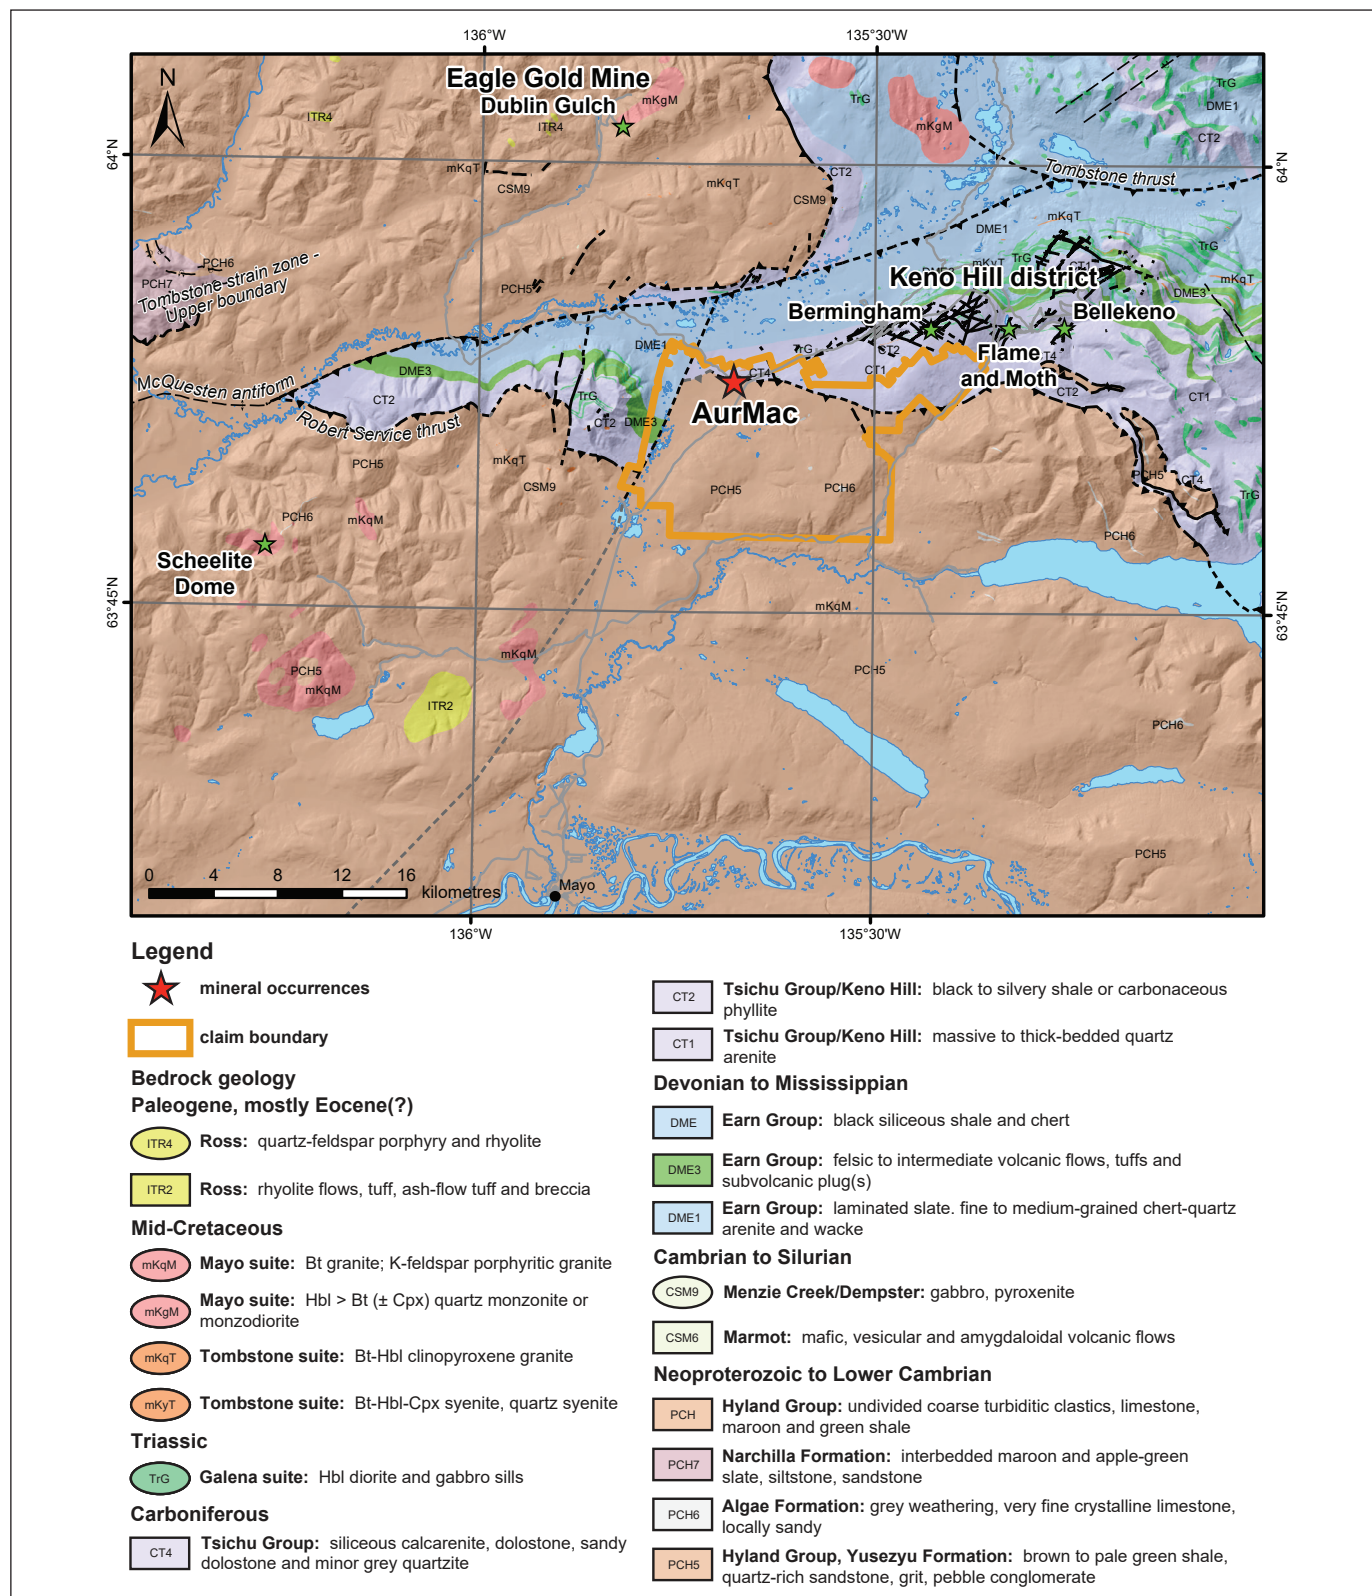 136°W
135°30'W
N
Eagle Gold Mine
Dublin Gulch
mKgM
ITR4
ITR4
TrG
mKgM
TrG
DME1
CT2
64°N
64°N
mKqT
CSM9
mKqT
CT2
CSM9
Tombstone thrust
mKqT
DME1
TrG
PCH6
PCH7
Tombstone strain zone -
Upper boundary
PCH5
TrG
mKyT
CT1
mKqT
DME3
Keno Hill district
Bermingham
Bellekeno
DME1
TrG
CT2
Flame
and Moth
CT4
CT4
CT1
CT2
CT1
McQuesten antiform
DME3
CT2
TrG
CT2
DME3
AurMac
Robert Service thrust
PCH5
mKqT
CSM9
PCH5
PCH6
PCH5
CT4
TrG
PCH6
mKqM
PCH6
Scheelite
Dome
63°45'N
63°45'N
mKqM
mKqM
PCH5
mKqM
PCH5
ITR2
PCH6
PCH5
0 4 8 12 16
kilometres
Mayo
136°W
135°30'W
Legend
mineral occurrences
claim boundary
Bedrock geology
Paleogene, mostly Eocene(?)
ITR4 Ross: quartz-feldspar porphyry and rhyolite
ITR2 Ross: rhyolite flows, tuff, ash-flow tuff and breccia
Mid-Cretaceous
mKqM Mayo suite: Bt granite; K-feldspar porphyritic granite
mKgM Mayo suite: Hbl > Bt (± Cpx) quartz monzonite or
monzodiorite
mKqT Tombstone suite: Bt-Hbl clinopyroxene granite
mKyT Tombstone suite: Bt-Hbl-Cpx syenite, quartz syenite
Triassic
TrG Galena suite: Hbl diorite and gabbro sills
Carboniferous
CT4 Tsichu Group: siliceous calcarenite, dolostone, sandy
dolostone and minor grey quartzite
CT2 Tsichu Group/Keno Hill: black to silvery shale or carbonaceous
phyllite
CT1 Tsichu Group/Keno Hill: massive to thick-bedded quartz
arenite
Devonian to Mississippian
DME Earn Group: black siliceous shale and chert
DME3 Earn Group: felsic to intermediate volcanic flows, tuffs and
subvolcanic plug(s)
DME1 Earn Group: laminated slate. fine to medium-grained chert-quartz
arenite and wacke
Cambrian to Silurian
CSM9 Menzie Creek/Dempster: gabbro, pyroxenite
CSM6 Marmot: mafic, vesicular and amygdaloidal volcanic flows
Neoproterozoic to Lower Cambrian
PCH Hyland Group: undivided coarse turbiditic clastics, limestone,
maroon and green shale
PCH7 Narchilla Formation: interbedded maroon and apple-green
slate, siltstone, sandstone
PCH6 Algae Formation: grey weathering, very fine crystalline limestone,
locally sandy
PCH5 Hyland Group, Yusezyu Formation: brown to pale green shale,
quartz-rich sandstone, grit, pebble conglomerate